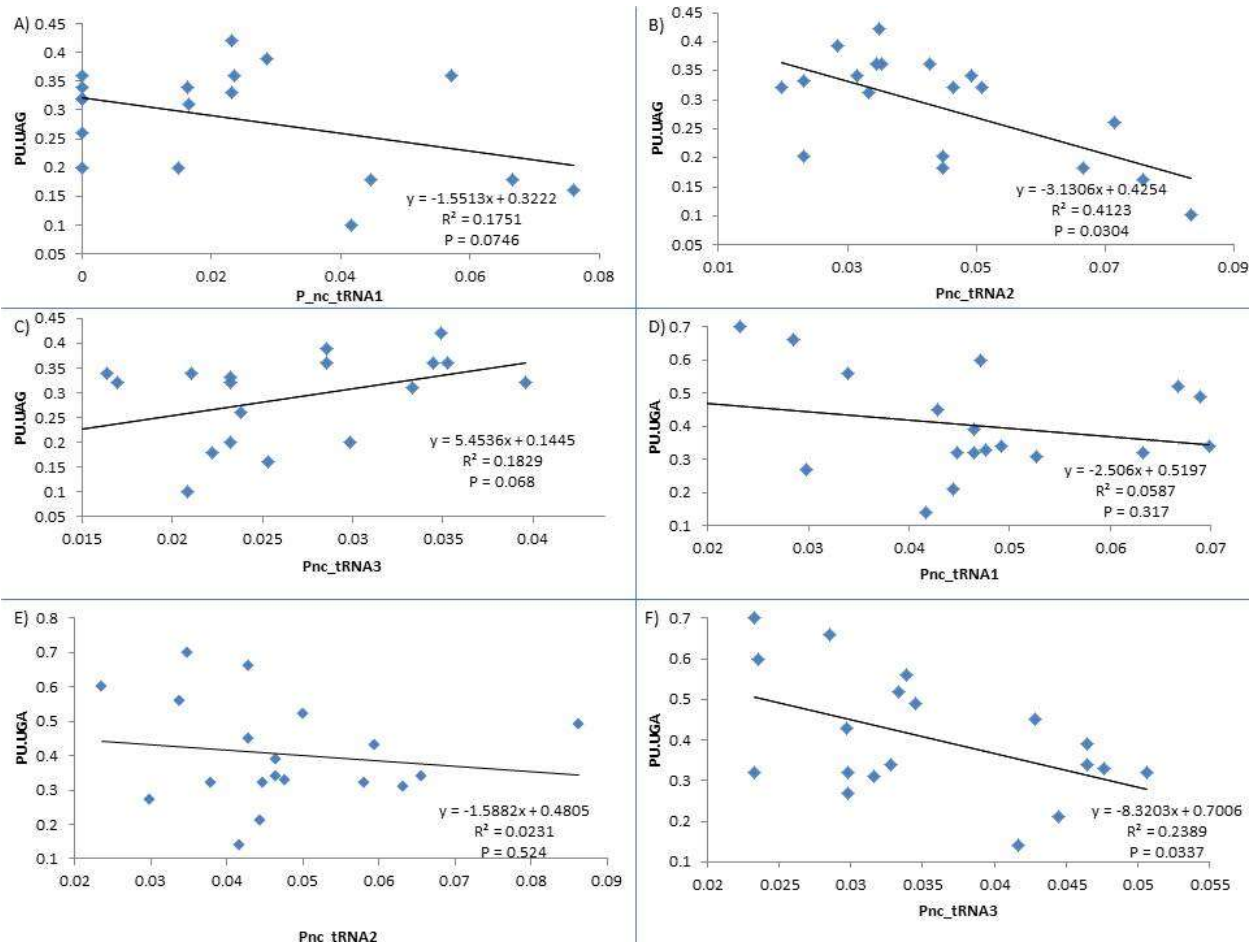 A)
0.45
0.4
0.35
0.3
0.25
0.2
0.15
0.1
0.05
PU.UAG
y = -1.5513x + 0.3222
R² = 0.1751
P = 0.0746
0 0.02 0.04 0.06 0.08
P_nc_tRNA1
B)
0.45
0.4
0.35
0.3
0.25
0.2
0.15
0.1
0.05
PU.UAG
y = -3.1306x + 0.4254
R² = 0.4123
P = 0.0304
0.01 0.03 0.05 0.07 0.09
Pnc_tRNA2
C)
0.45
0.4
0.35
0.3
0.25
0.2
0.15
0.1
0.05
PU.UAG
y = 5.4536x + 0.1445
R² = 0.1829
P = 0.068
0.015 0.02 0.025 0.03 0.035 0.04
Pnc_tRNA3
D)
0.7
0.6
0.5
0.4
0.3
0.2
0.1
PU.UGA
y = -2.506x + 0.5197
R² = 0.0587
P = 0.317
0.02 0.03 0.04 0.05 0.06 0.07
Pnc_tRNA1
E)
0.8
0.7
0.6
0.5
0.4
0.3
0.2
0.1
PU.UGA
y = -1.5882x + 0.4805
R² = 0.0231
P = 0.524
0.02 0.03 0.04 0.05 0.06 0.07 0.08 0.09
Pnc_tRNA2
F)
0.7
0.6
0.5
0.4
0.3
0.2
0.1
PU.UGA
y = -8.3203x + 0.7006
R² = 0.2389
P = 0.0337
0.02 0.025 0.03 0.035 0.04 0.045 0.05 0.055
Pnc_tRNA3